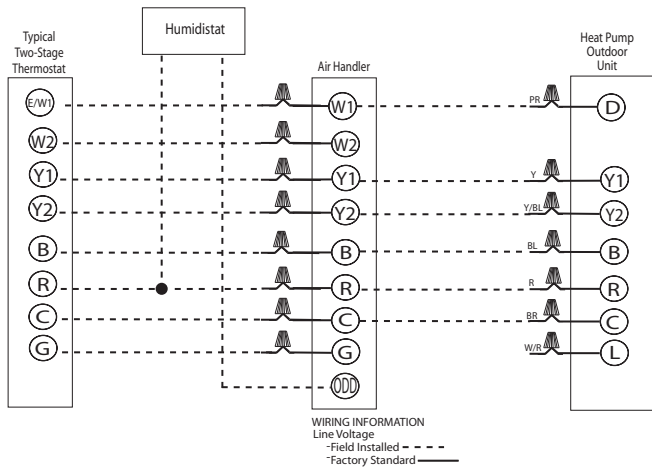 Typical
Two-Stage
Thermostat
Humidistat
Air Handler
Heat Pump
Outdoor
Unit
E/W1 W1 PR D
W2 W2
Y1 Y1 Y Y1
Y2 Y2 Y/BL Y2
B B BL B
R R R R
C C BR C
G G W/R L
ODD
WIRING INFORMATION
Line Voltage
-Field Installed
-Factory Standard